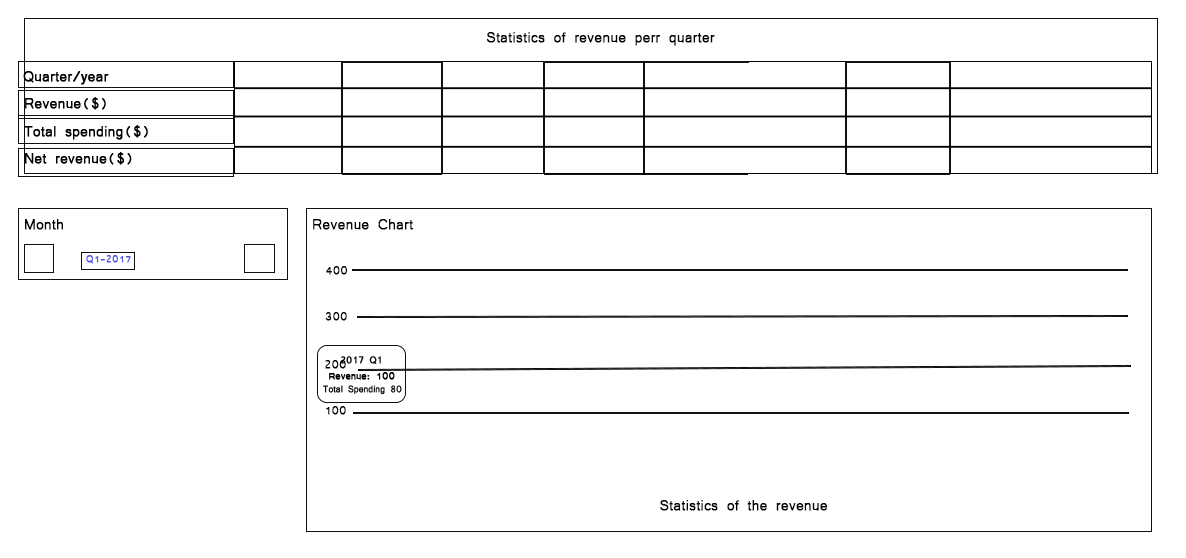 Statistics of revenue perr quarter
Quarter/year
Revenue($)
Total spending($)
Net revenue($)
Month
Q1-2017
Revenue Chart
400
300
200
2017 Q1
Revenue: 100
Total Spending 80
100
Statistics of the revenue